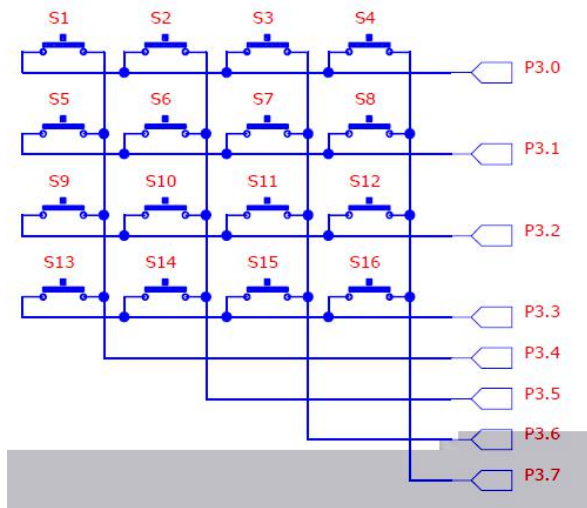 S1 S2 S3 S4
P3.0
S5 S6 S7 S8
P3.1
S9 S10 S11 S12
P3.2
S13 S14 S15 S16
P3.3
P3.4
P3.5
P3.6
P3.7